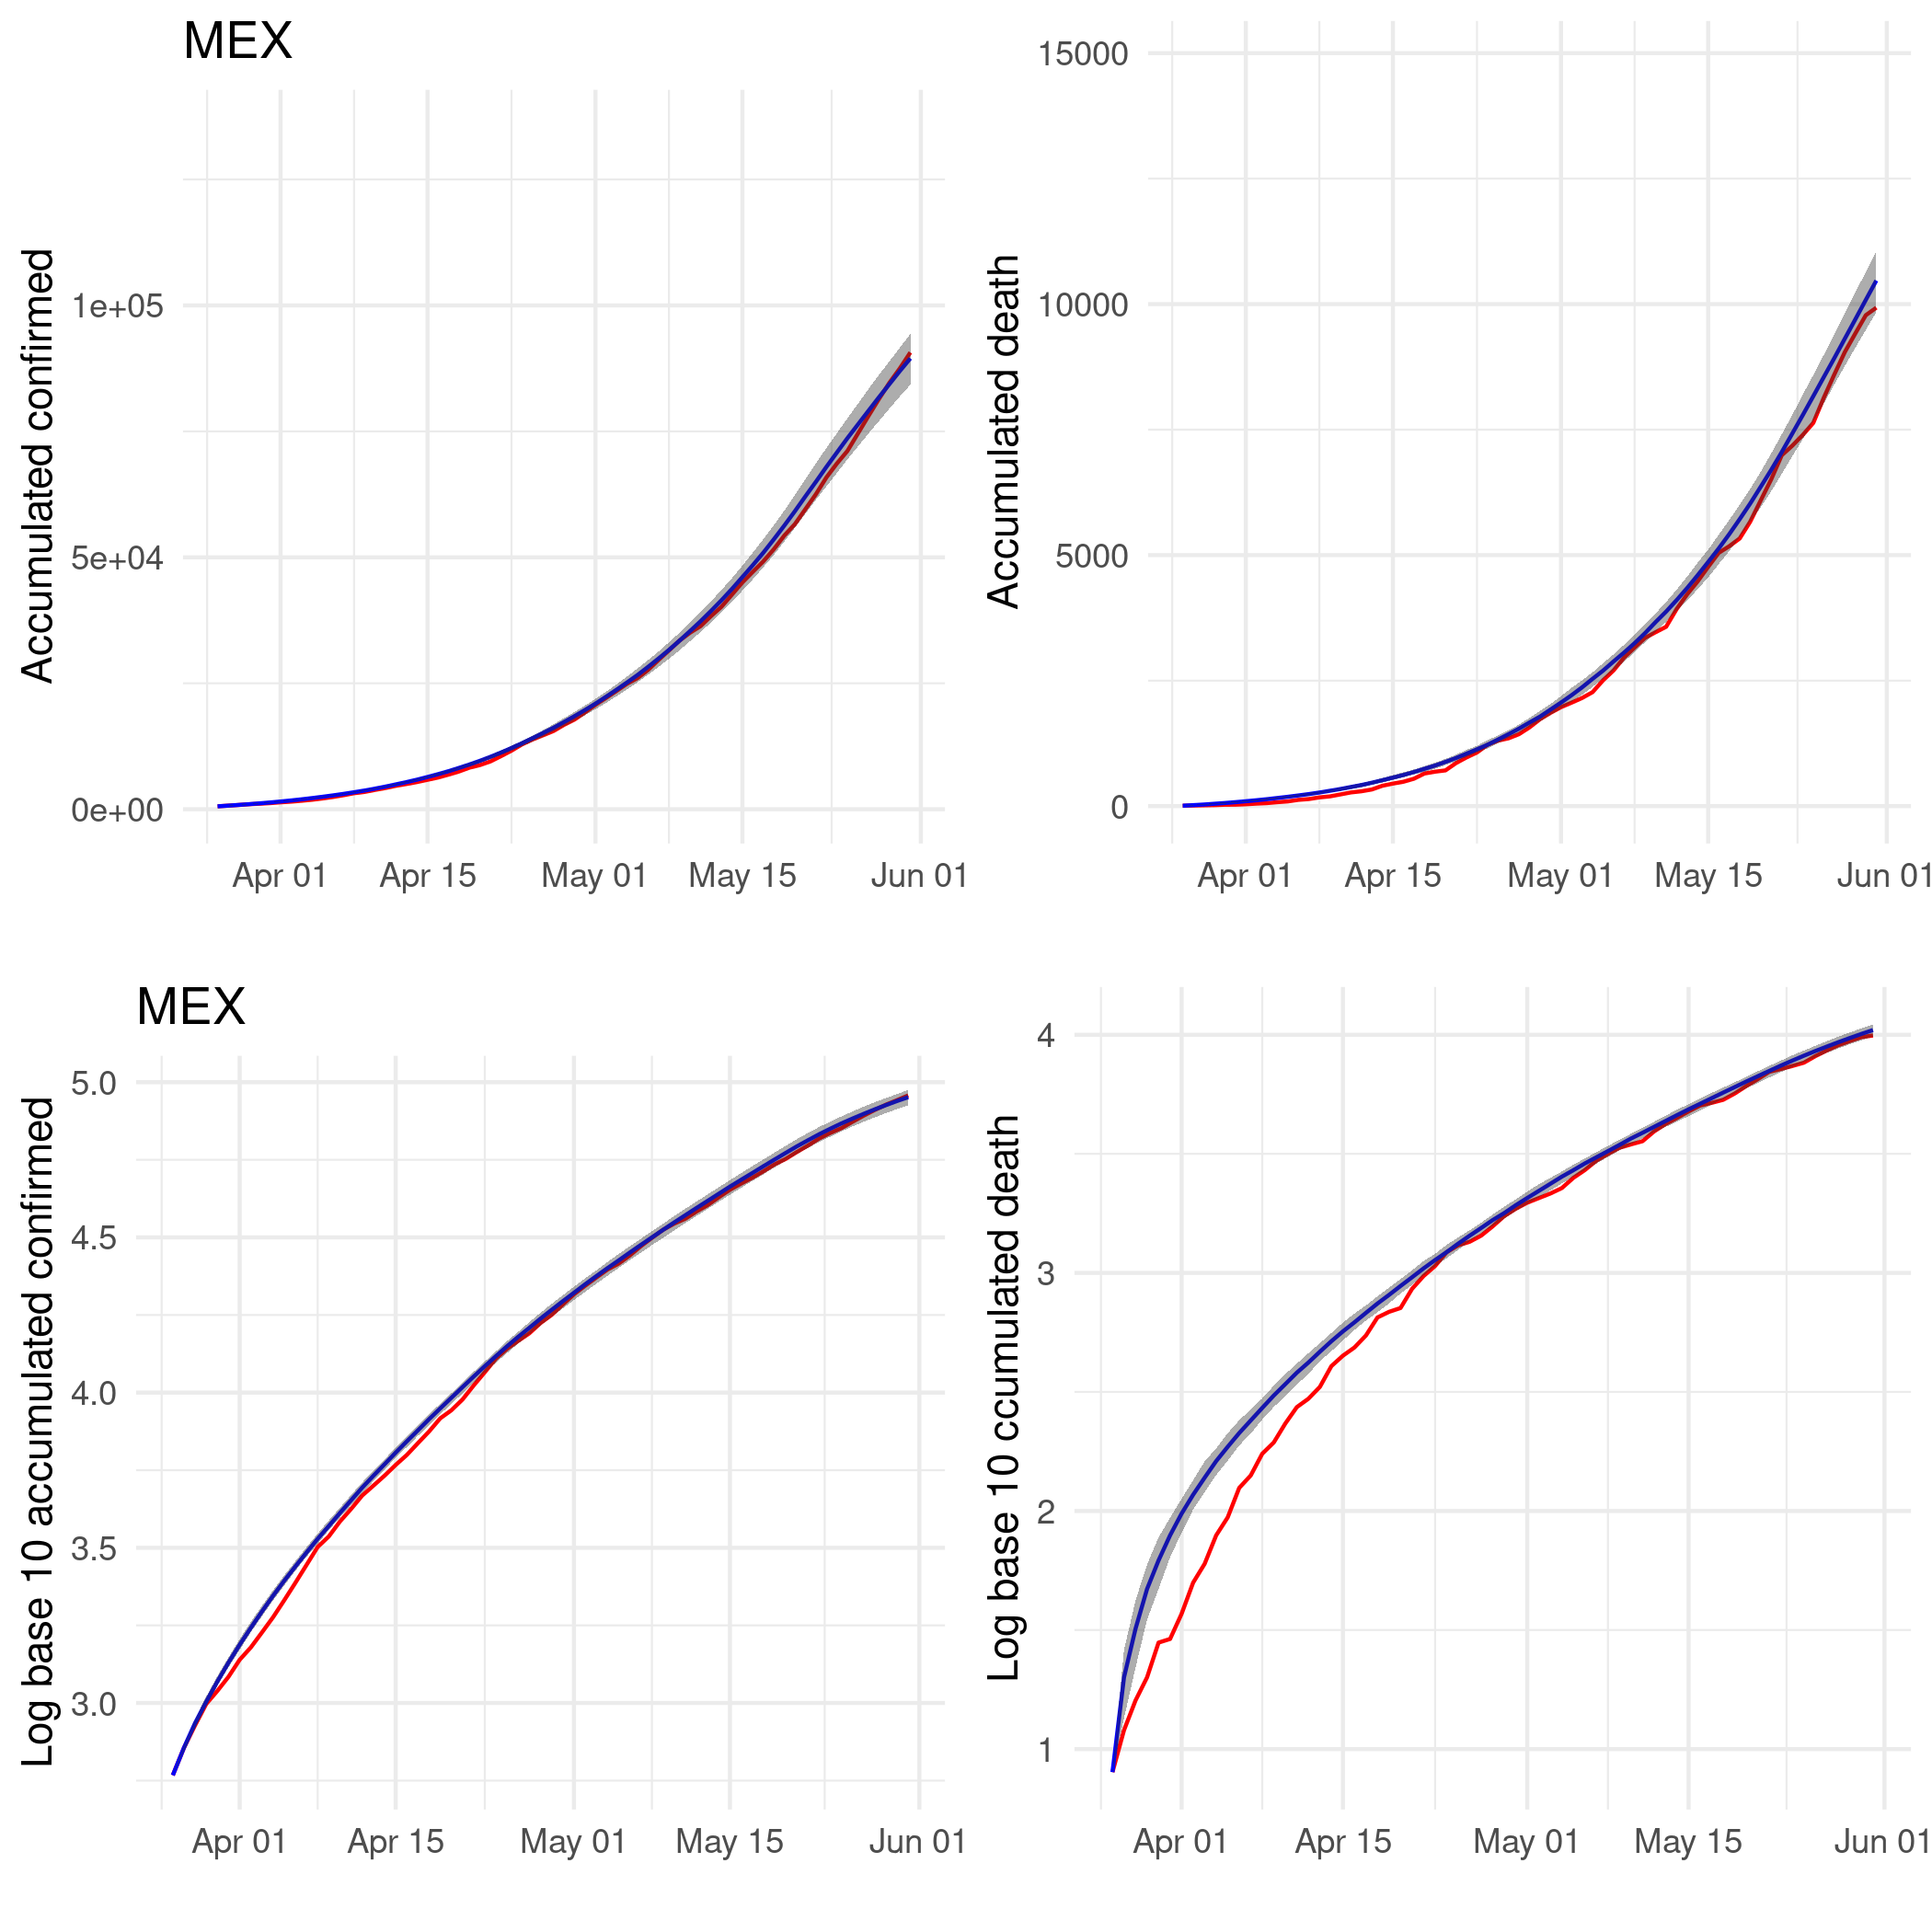 MEX
Accumulated confirmed
1e+05
5e+04
0e+00
Apr 01 Apr 15 May 01 May 15 Jun 01
Accumulated death
15000
10000
5000
0
Apr 01 Apr 15 May 01 May 15 Jun 01
MEX
Log base 10 accumulated confirmed
5.0
4.5
4.0
3.5
3.0
Apr 01 Apr 15 May 01 May 15 Jun 01
Log base 10 ccumulated death
4
3
2
1
Apr 01 Apr 15 May 01 May 15 Jun 01